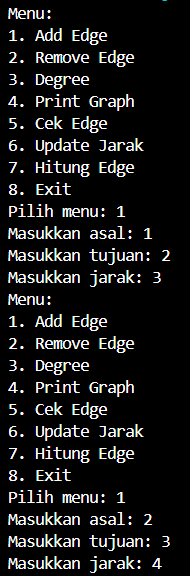 Menu:
1. Add Edge
2. Remove Edge
3. Degree
4. Print Graph
5. Cek Edge
6. Update Jarak
7. Hitung Edge
8. Exit
Pilih menu: 1
Masukkan asal: 1
Masukkan tujuan: 2
Masukkan jarak: 3
Menu:
1. Add Edge
2. Remove Edge
3. Degree
4. Print Graph
5. Cek Edge
6. Update Jarak
7. Hitung Edge
8. Exit
Pilih menu: 1
Masukkan asal: 2
Masukkan tujuan: 3
Masukkan jarak: 4